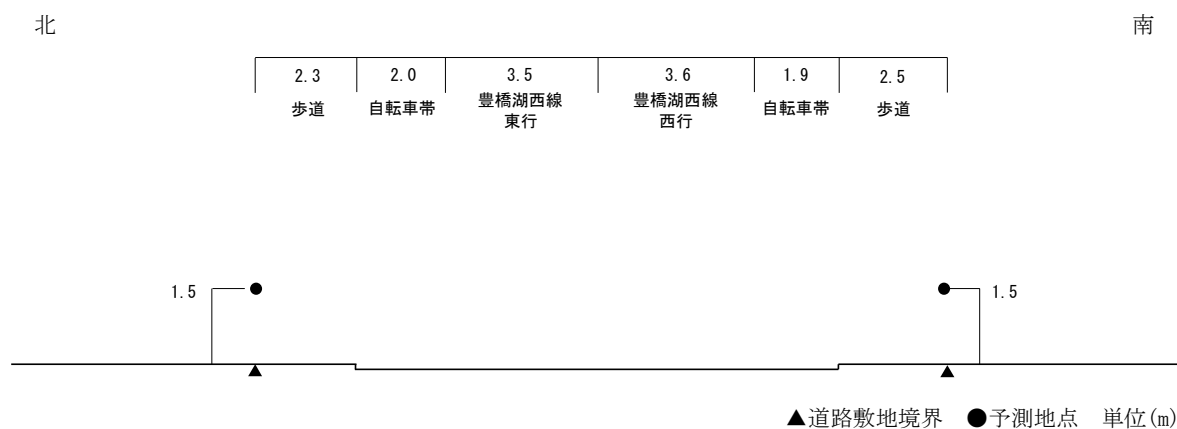 北
南
2.3
2.0
3.5
3.6
1.9
2.5
歩道
自転車帯
豊橋湖西線
東行
豊橋湖西線
西行
自転車帯
歩道
1.5
1.5
▲道路敷地境界 ●予測地点 単位(m)